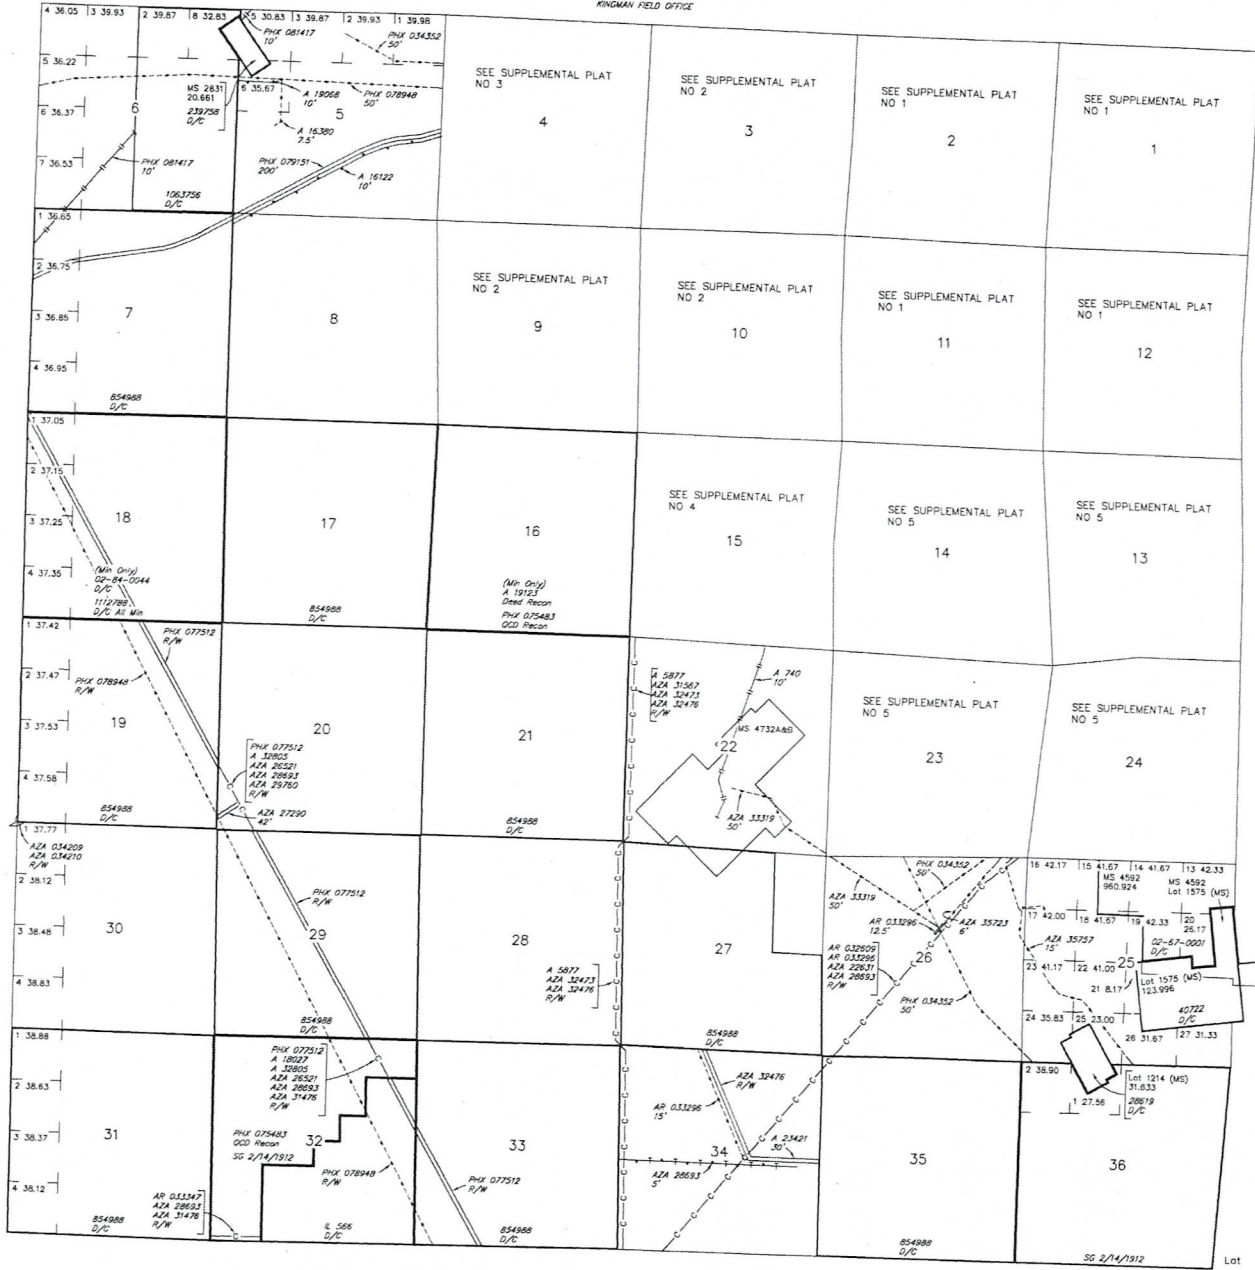 KINGMAN FIELD OFFICE
4 36.05
3 39.93
2 39.87
8 32.83
5 30.83
3 39.87
2 39.93
1 39.98
PHX 081417
10'
PHX 034352
50'
5 36.22
MS 2831
20.661
239758
D/C
6 35.67
A 19068
10'
PHX 078948
50'
6 36.37
6
5
A 16380
7.5'
7 36.53
PHX 081417
10'
PHX 079151
200'
A 16122
10'
1063756
D/C
SEE SUPPLEMENTAL PLAT
NO 3
4
SEE SUPPLEMENTAL PLAT
NO 2
3
SEE SUPPLEMENTAL PLAT
NO 1
2
SEE SUPPLEMENTAL PLAT
NO 1
1
1 36.65
2 36.75
3 36.85
4 36.95
7
854988
D/C
8
SEE SUPPLEMENTAL PLAT
NO 2
9
SEE SUPPLEMENTAL PLAT
NO 2
10
SEE SUPPLEMENTAL PLAT
NO 1
11
SEE SUPPLEMENTAL PLAT
NO 1
12
1 37.05
2 37.15
3 37.25
4 37.35
18
(Min Only)
02-84-0044
D/C
1112788
D/C All Min
17
854988
D/C
16
(Min Only)
A 19123
Deed Recon
PHX 075483
QCD Recon
SEE SUPPLEMENTAL PLAT
NO 4
15
SEE SUPPLEMENTAL PLAT
NO 5
14
SEE SUPPLEMENTAL PLAT
NO 5
13
1 37.42
2 37.47
3 37.53
4 37.58
PHX 077512
R/W
PHX 078948
R/W
19
854988
D/C
20
PHX 077512
A 32805
AZA 26521
AZA 28693
AZA 29760
R/W
AZA 27290
42'
21
854988
D/C
A 5877
AZA 31567
AZA 32473
AZA 32476
R/W
A 740
10'
MS 4732A&B
22
AZA 33319
50'
SEE SUPPLEMENTAL PLAT
NO 5
23
SEE SUPPLEMENTAL PLAT
NO 5
24
1 37.77
AZA 034209
AZA 034210
R/W
2 38.12
3 38.48
4 38.83
30
PHX 077512
R/W
29
854988
D/C
28
A 5877
AZA 32473
AZA 32476
R/W
27
854988
D/C
AZA 33319
50'
PHX 034352
50'
AR 033296
12.5'
AZA 35723
6'
AR 032609
AR 033296
AZA 22631
AZA 28693
R/W
26
PHX 034352
50'
16 42.17
15 41.67
14 41.67
13 42.33
MS 4592
960.924
MS 4592
Lot 1575 (MS)
17 42.00
18 41.67
19 42.33
20
26.17
AZA 35757
15'
02-67-0001
D/C
23 41.17
22 41.00
25
21 8.17
Lot 1575 (MS)
123.996
40722
D/C
24 35.83
25 23.00
26 31.67
27 31.33
1 38.88
2 38.63
3 38.37
4 38.12
31
854988
D/C
AR 033347
AZA 28693
AZA 31476
R/W
PHX 077512
A 18027
A 32805
AZA 26521
AZA 28693
AZA 31476
R/W
PHX 075483
QCD Recon
SG 2/14/1912
32
PHX 078948
R/W
IL 566
D/C
33
PHX 077512
R/W
854988
D/C
AZA 32476
R/W
AR 033296
15'
A 23421
30'
34
AZA 28693
5'
35
854988
D/C
2 38.90
1 27.56
Lot 1214 (MS)
31.633
28619
D/C
36
SG 2/14/1912
Lot